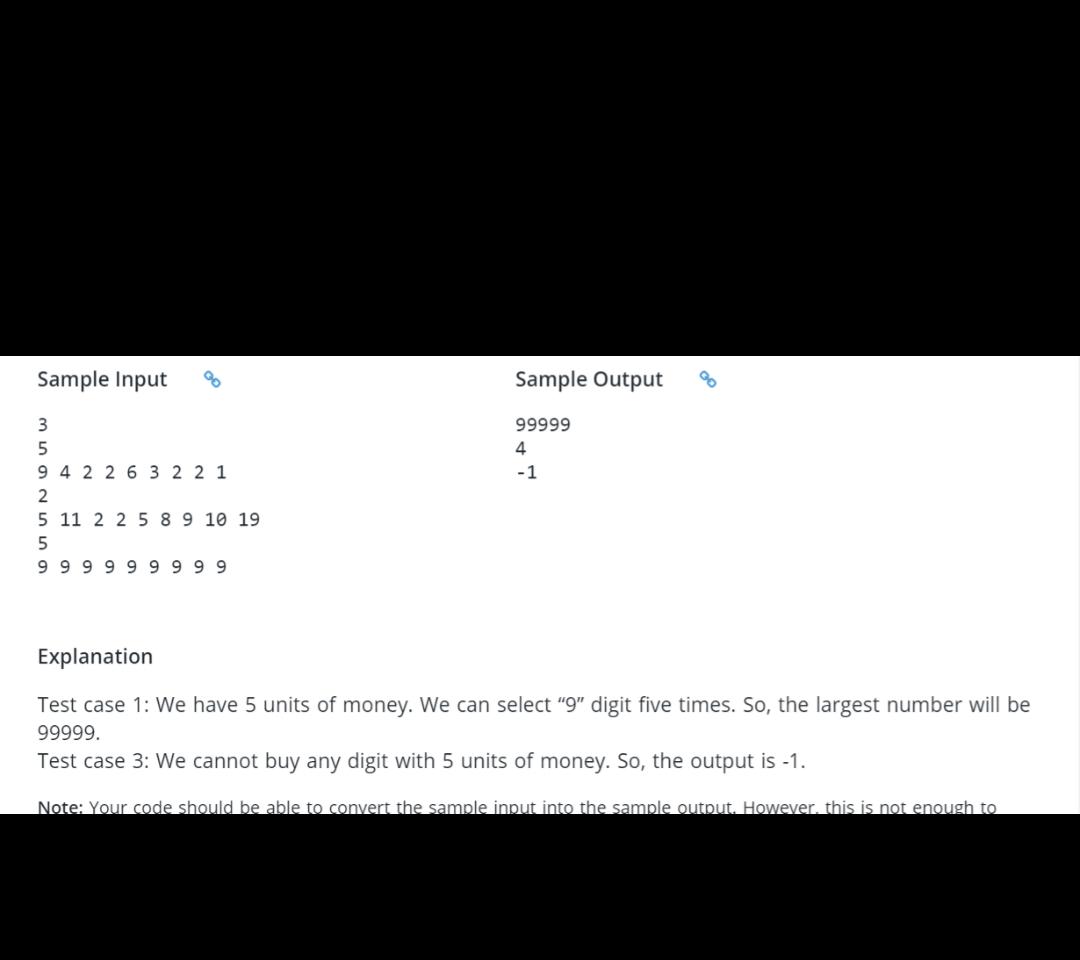 Sample Input
3
5
9 4 2 2 6 3 2 2 1
2
5 11 2 2 5 8 9 10 19
5
9 9 9 9 9 9 9 9 9
Sample Output
99999
4
-1
Explanation
Test case 1: We have 5 units of money. We can select “9” digit five times. So, the largest number will be
99999.
Test case 3: We cannot buy any digit with 5 units of money. So, the output is -1.
Note: Your code should be able to convert the sample input into the sample output. However, this is not enough to